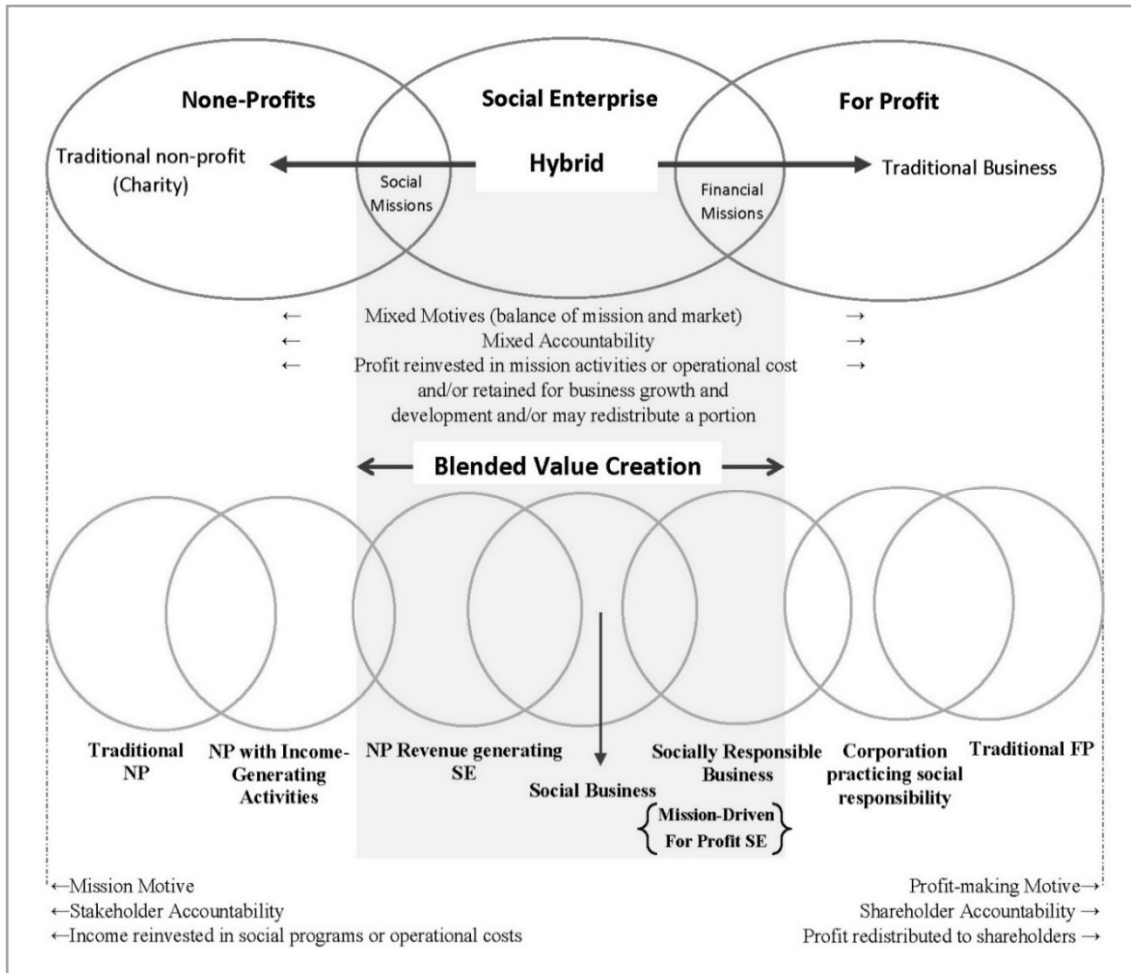 None-Profits
Social Enterprise
For Profit
Traditional non-profit
(Charity)
Hybrid
Traditional Business
Social
Missions
Financial
Missions
← Mixed Motives (balance of mission and market) →
← Mixed Accountability →
← Profit reinvested in mission activities or operational cost →
and/or retained for business growth and
development and/or may redistribute a portion
Blended Value Creation
Traditional
NP
NP with Income-
Generating
Activities
NP Revenue generating
SE
Social Business
Socially Responsible
Business
{Mission-Driven
For Profit SE}
Corporation
practicing social
responsibility
Traditional FP
←Mission Motive
←Stakeholder Accountability
←Income reinvested in social programs or operational costs
Profit-making Motive→
Shareholder Accountability →
Profit redistributed to shareholders →